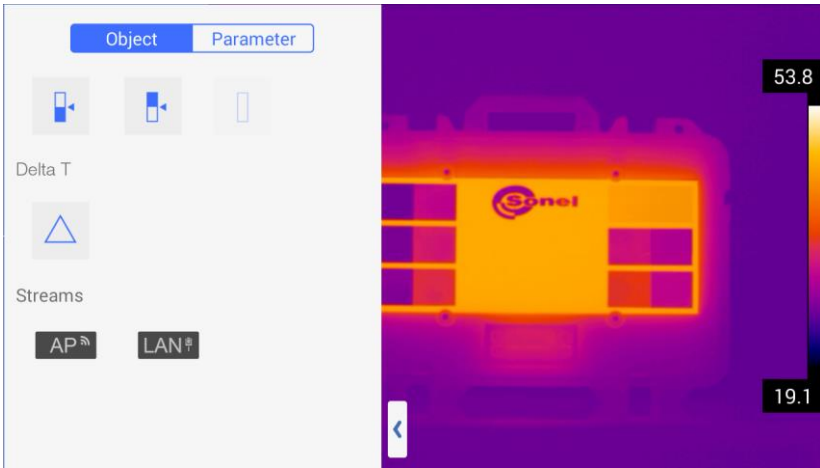 Object
Parameter
Delta T
Streams
AP
LAN
Sonel
53.8
19.1